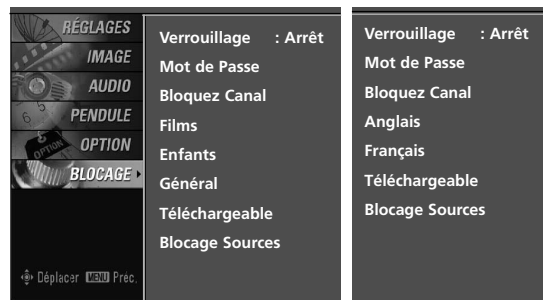 RÉGLAGES
IMAGE
AUDIO
PENDULE
OPTION
BLOCAGE
Déplacer MENU Préc.
Verrouillage : Arrêt
Mot de Passe
Bloquez Canal
Films
Enfants
Général
Téléchargeable
Blocage Sources
Verrouillage : Arrêt
Mot de Passe
Bloquez Canal
Anglais
Français
Téléchargeable
Blocage Sources